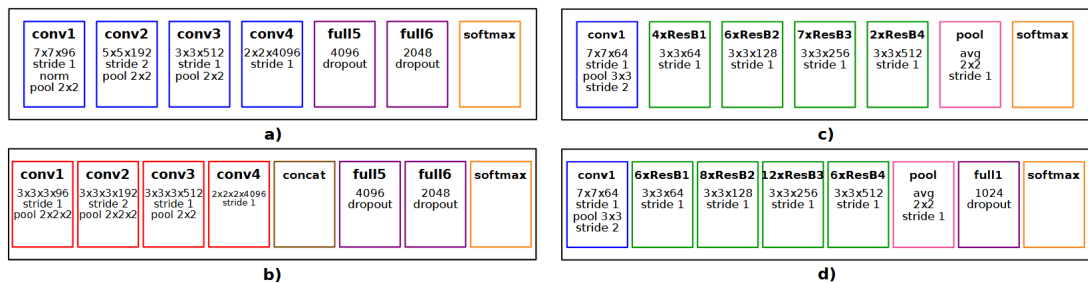 conv1
7x7x96
stride 1
norm
pool 2x2
conv2
5x5x192
stride 2
pool 2x2
conv3
3x3x512
stride 1
pool 2x2
conv4
2x2x4096
stride 1
full5
4096
dropout
full6
2048
dropout
softmax
a)
conv1
3x3x3x96
stride 1
pool 2x2x2
conv2
3x3x3x192
stride 2
pool 2x2x2
conv3
3x3x3x512
stride 1
pool 2x2
conv4
2x2x2x4096
stride 1
concat
full5
4096
dropout
full6
2048
dropout
softmax
b)
conv1
7x7x64
stride 1
pool 3x3
stride 2
4xResB1
3x3x64
stride 1
6xResB2
3x3x128
stride 1
7xResB3
3x3x256
stride 1
2xResB4
3x3x512
stride 1
pool
avg
2x2
stride 1
softmax
c)
conv1
7x7x64
stride 1
pool 3x3
stride 2
6xResB1
3x3x64
stride 1
8xResB2
3x3x128
stride 1
12xResB3
3x3x256
stride 1
6xResB4
3x3x512
stride 1
pool
avg
2x2
stride 1
full1
1024
dropout
softmax
d)